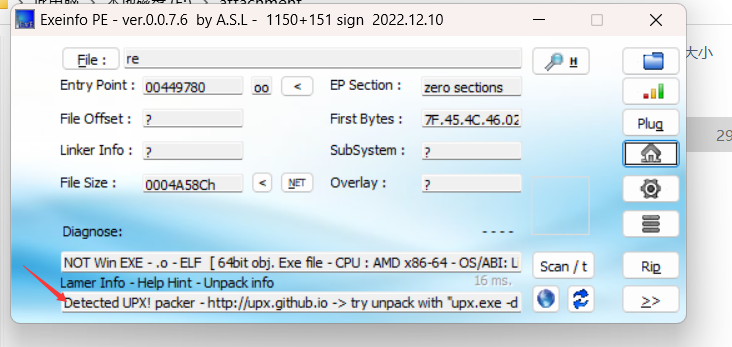 Exeinfo PE - ver.0.0.7.6 by A.S.L - 1150+151 sign 2022.12.10
大小
File : re H
Entry Point : 00449780 oo < EP Section : zero sections
File Offset : ? First Bytes : 7F.45.4C.46.02 Plug
29
Linker Info : ? SubSystem : ?
File Size : 0004A58Ch < NET Overlay : ?
Diagnose: - - - -
NOT Win EXE - .o - ELF [ 64bit obj. Exe file - CPU : AMD x86-64 - OS/ABI: L Scan / t Rip
Lamer Info - Help Hint - Unpack info 16 ms.
Detected UPX! packer - http://upx.github.io -> try unpack with "upx.exe -d >>